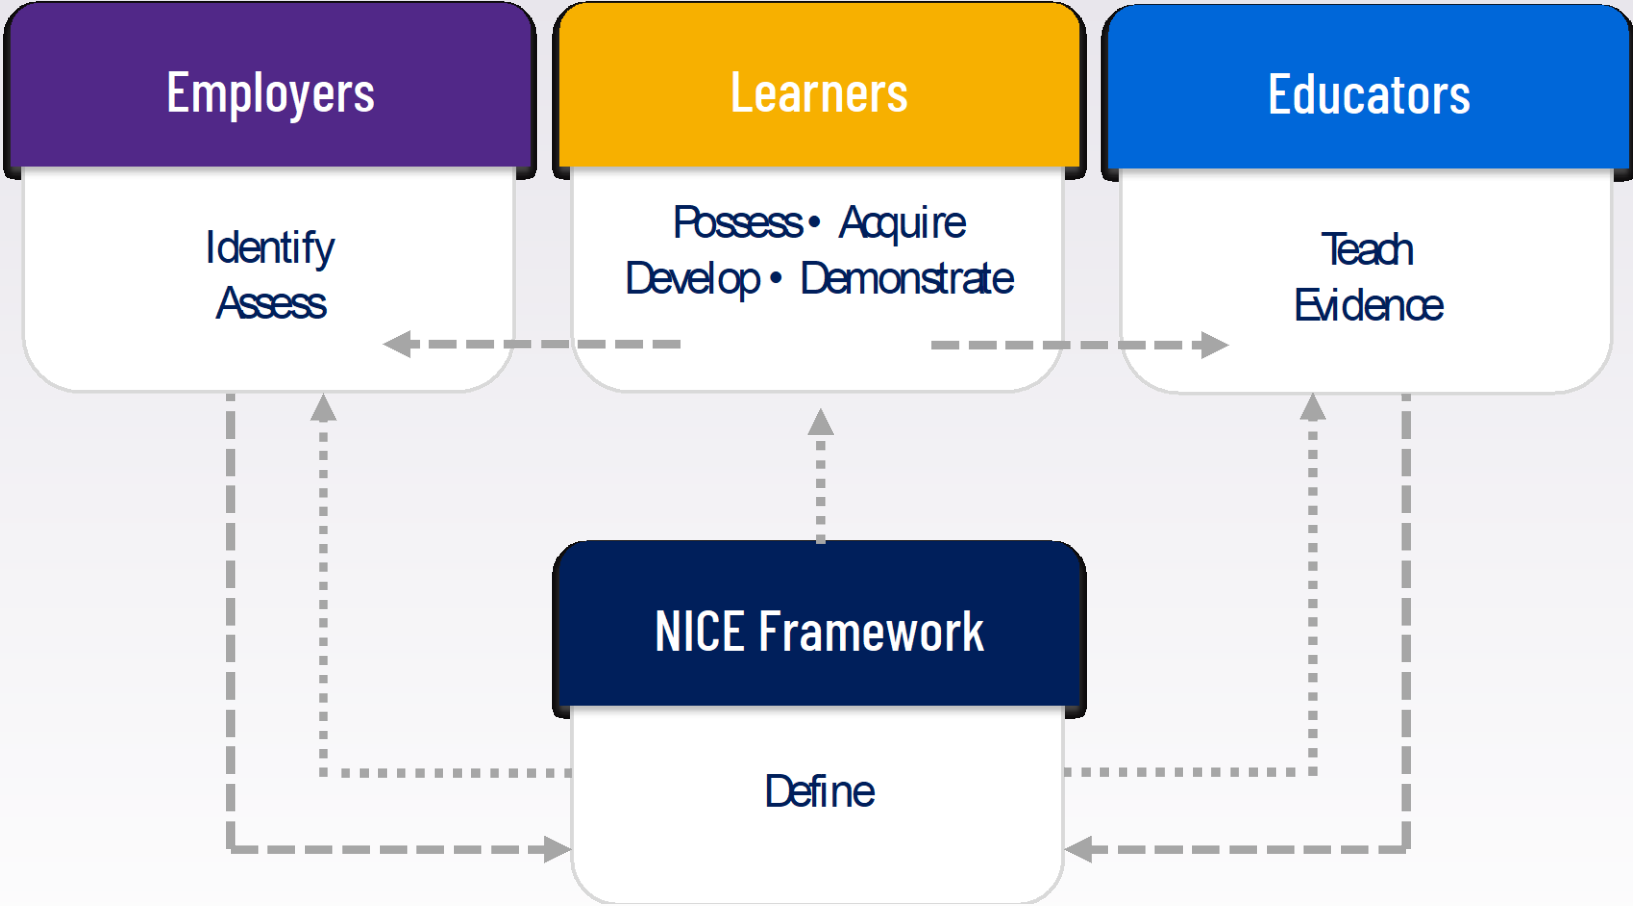 Employers
Identify
Assess
Learners
Possess • Acquire
Develop • Demonstrate
Educators
Teach
Evidence
NICE Framework
Define